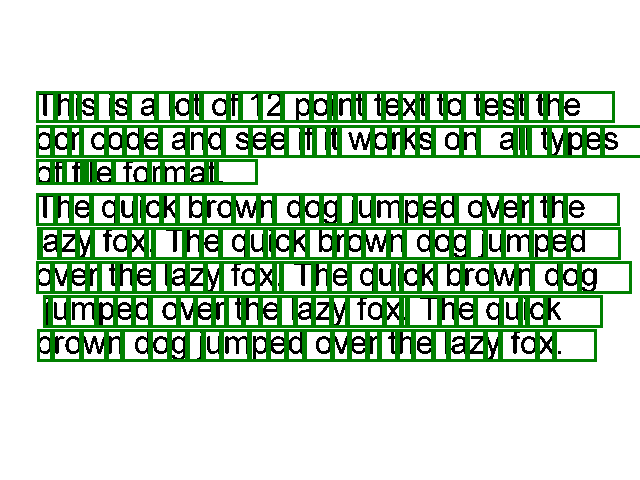 This is a lot of 12 point text to test the
ocr code and see if it works on all types
of file format.
The quick brown dog jumped over the
lazy fox. The quick brown dog jumped
over the lazy fox. The quick brown dog
jumped over the lazy fox. The quick
brown dog jumped over the lazy fox.